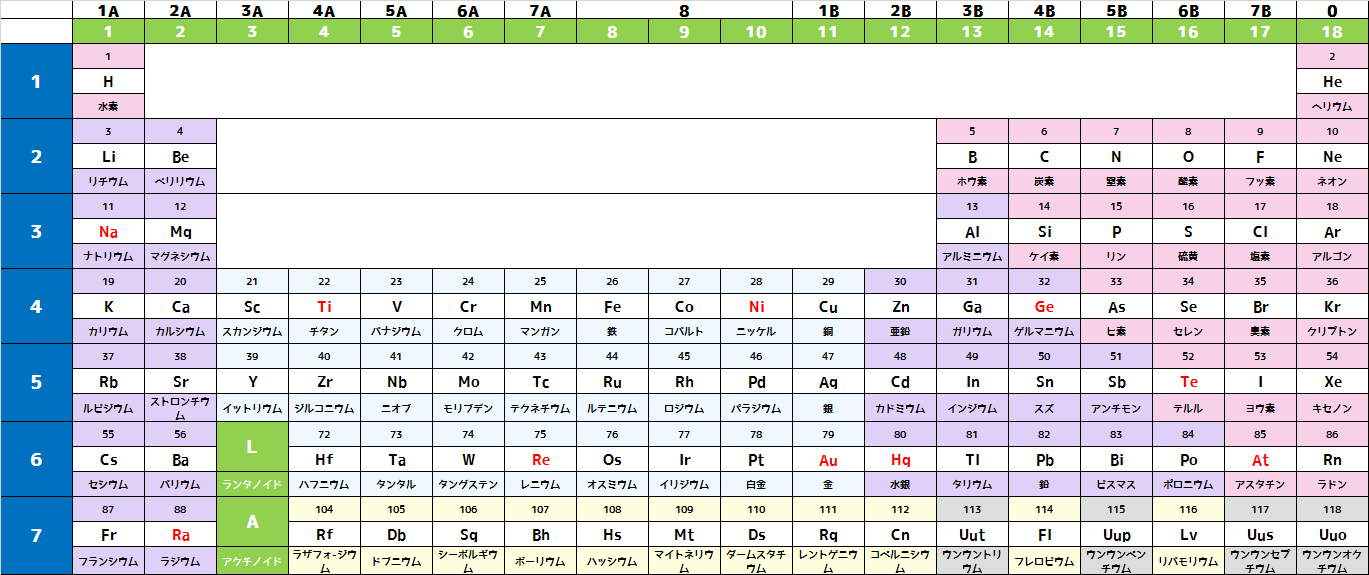 1A 2A 3A 4A 5A 6A 7A 8 1B 2B 3B 4B 5B 6B 7B 0
1 2 3 4 5 6 7 8 9 10 11 12 13 14 15 16 17 18
1 2
1 H He
水素 ヘリウム
3 4 5 6 7 8 9 10
2 Li Be B C N O F Ne
リチウム ベリリウム ホウ素 炭素 窒素 酸素 フッ素 ネオン
11 12 13 14 15 16 17 18
3 Na Mg Al Si P S Cl Ar
ナトリウム マグネシウム アルミニウム ケイ素 リン 硫黄 塩素 アルゴン
19 20 21 22 23 24 25 26 27 28 29 30 31 32 33 34 35 36
4 K Ca Sc Ti V Cr Mn Fe Co Ni Cu Zn Ga Ge As Se Br Kr
カリウム カルシウム スカンジウム チタン バナジウム クロム マンガン 鉄 コバルト ニッケル 銅 亜鉛 ガリウム ゲルマニウム ヒ素 セレン 臭素 クリプトン
37 38 39 40 41 42 43 44 45 46 47 48 49 50 51 52 53 54
5 Rb Sr Y Zr Nb Mo Tc Ru Rh Pd Ag Cd In Sn Sb Te I Xe
ルビジウム ストロンチウム イットリウム ジルコニウム ニオブ モリブデン テクネチウム ルテニウム ロジウム パラジウム 銀 カドミウム インジウム スズ アンチモン テルル ヨウ素 キセノン
55 56 72 73 74 75 76 77 78 79 80 81 82 83 84 85 86
6 Cs Ba L Hf Ta W Re Os Ir Pt Au Hg Tl Pb Bi Po At Rn
セシウム バリウム ランタノイド ハフニウム タンタル タングステン レニウム オスミウム イリジウム 白金 金 水銀 タリウム 鉛 ビスマス ポロニウム アスタチン ラドン
87 88 104 105 106 107 108 109 110 111 112 113 114 115 116 117 118
7 Fr Ra A Rf Db Sg Bh Hs Mt Ds Rg Cn Uut Fl Uup Lv Uus Uuo
フランシウム ラジウム アクチノイド ラザフォ-ジウム ドブニウム シーボルギウム ボーリウム ハッシウム マイトネリウム ダームスタチウム レントゲニウム コペルニシウム ウンウントリウム フレロビウム ウンウンペンチウム リバモリウム ウンウンセプチウム ウンウンオクチウム